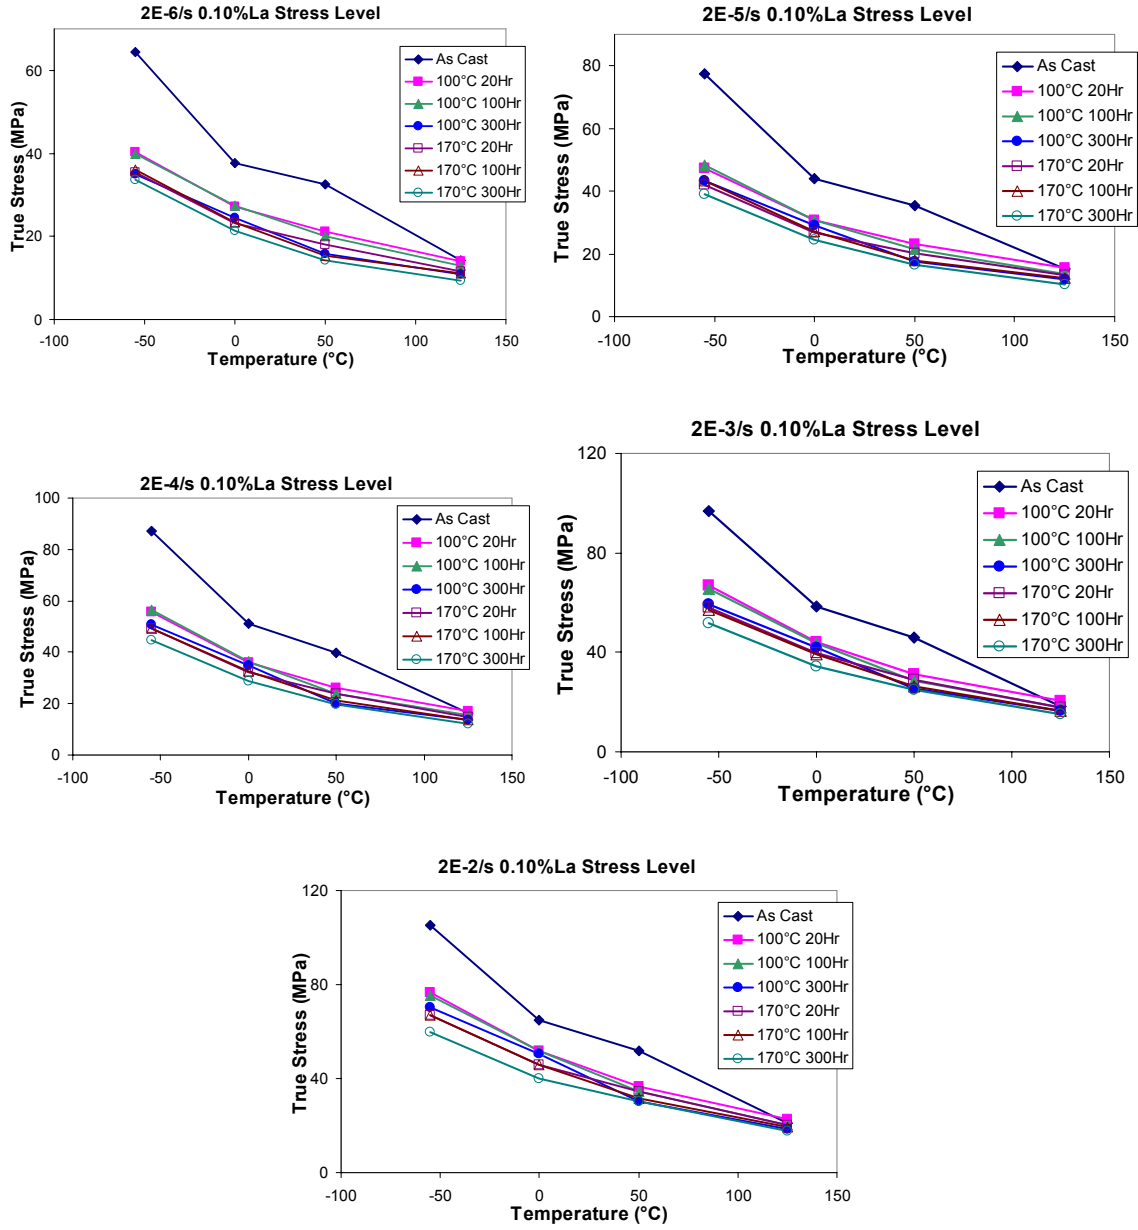 2E-6/s 0.10%La Stress Level
True Stress (MPa)
60
40
20
0
-100
-50
0
50
100
150
Temperature (°C)
As Cast
100°C 20Hr
100°C 100Hr
100°C 300Hr
170°C 20Hr
170°C 100Hr
170°C 300Hr
2E-5/s 0.10%La Stress Level
True Stress (MPa)
80
60
40
20
0
-100
-50
0
50
100
150
Temperature (°C)
As Cast
100°C 20Hr
100°C 100Hr
100°C 300Hr
170°C 20Hr
170°C 100Hr
170°C 300Hr
2E-4/s 0.10%La Stress Level
True Stress (MPa)
100
80
60
40
20
0
-100
-50
0
50
100
150
Temperature (°C)
As Cast
100°C 20Hr
100°C 100Hr
100°C 300Hr
170°C 20Hr
170°C 100Hr
170°C 300Hr
2E-3/s 0.10%La Stress Level
True Stress (MPa)
120
80
40
0
-100
-50
0
50
100
150
Temperature (°C)
As Cast
100°C 20Hr
100°C 100Hr
100°C 300Hr
170°C 20Hr
170°C 100Hr
170°C 300Hr
2E-2/s 0.10%La Stress Level
True Stress (MPa)
120
80
40
0
-100
-50
0
50
100
150
Temperature (°C)
As Cast
100°C 20Hr
100°C 100Hr
100°C 300Hr
170°C 20Hr
170°C 100Hr
170°C 300Hr